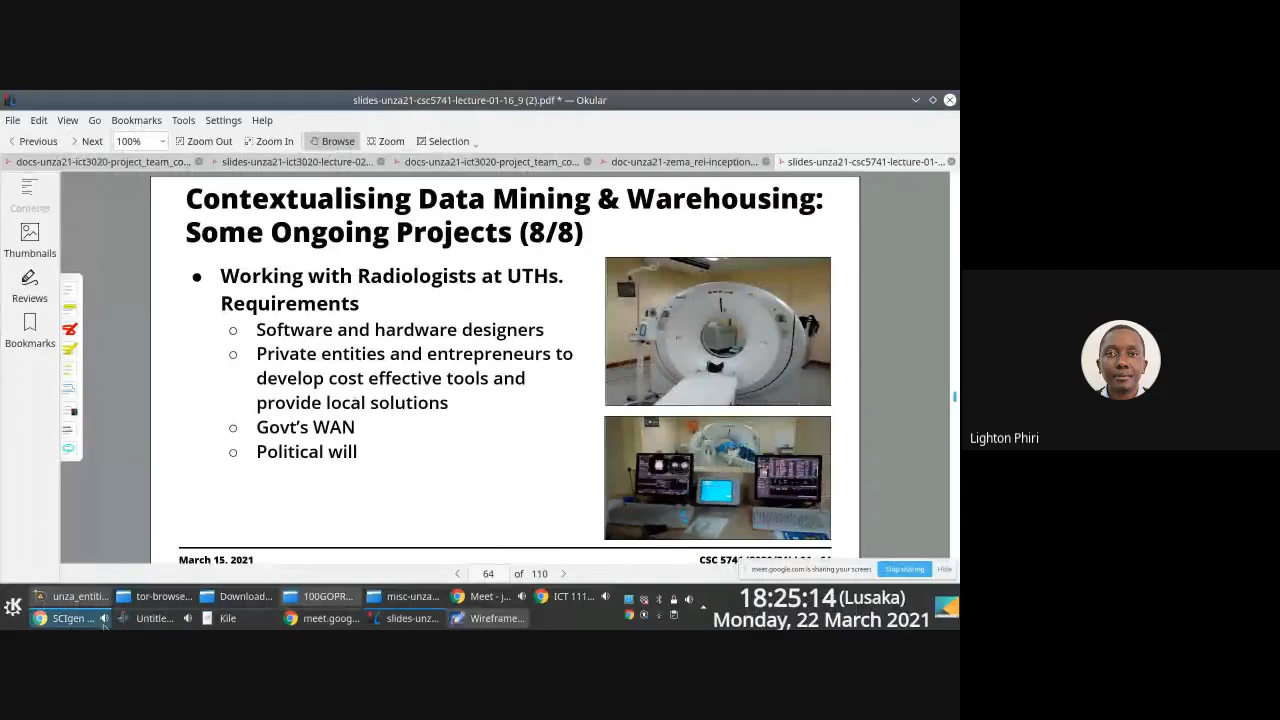 slides-unza21-csc5741-lecture-01-16_9 (2).pdf * — Okular
File Edit View Go Bookmarks Tools Settings Help
Previous Next 100% Zoom Out Zoom In Browse Zoom Selection
docs-unza21-ict3020-project_team_co... slides-unza21-ict3020-lecture-02... docs-unza21-ict3020-project_team_co... doc-unza21-zema_rei-inception... slides-unza21-csc5741-lecture-01-...
Contents
Thumbnails
Reviews
Bookmarks
Contextualising Data Mining & Warehousing:
Some Ongoing Projects (8/8)
● Working with Radiologists at UTHs.
Requirements
○ Software and hardware designers
○ Private entities and entrepreneurs to
develop cost effective tools and
provide local solutions
○ Govt's WAN
○ Political will
March 15, 2021
meet.google.com is sharing your screen Stop sharing Hide
64 of 110
unza_entiti... tor-browse... Download... 100GOPR... misc-unza... Meet - j... ICT 111...
SCIgen ... Untitle... Kile meet.goog... slides-unz... Wireframe...
18:25:14 (Lusaka)
Monday, 22 March 2021
Lighton Phiri